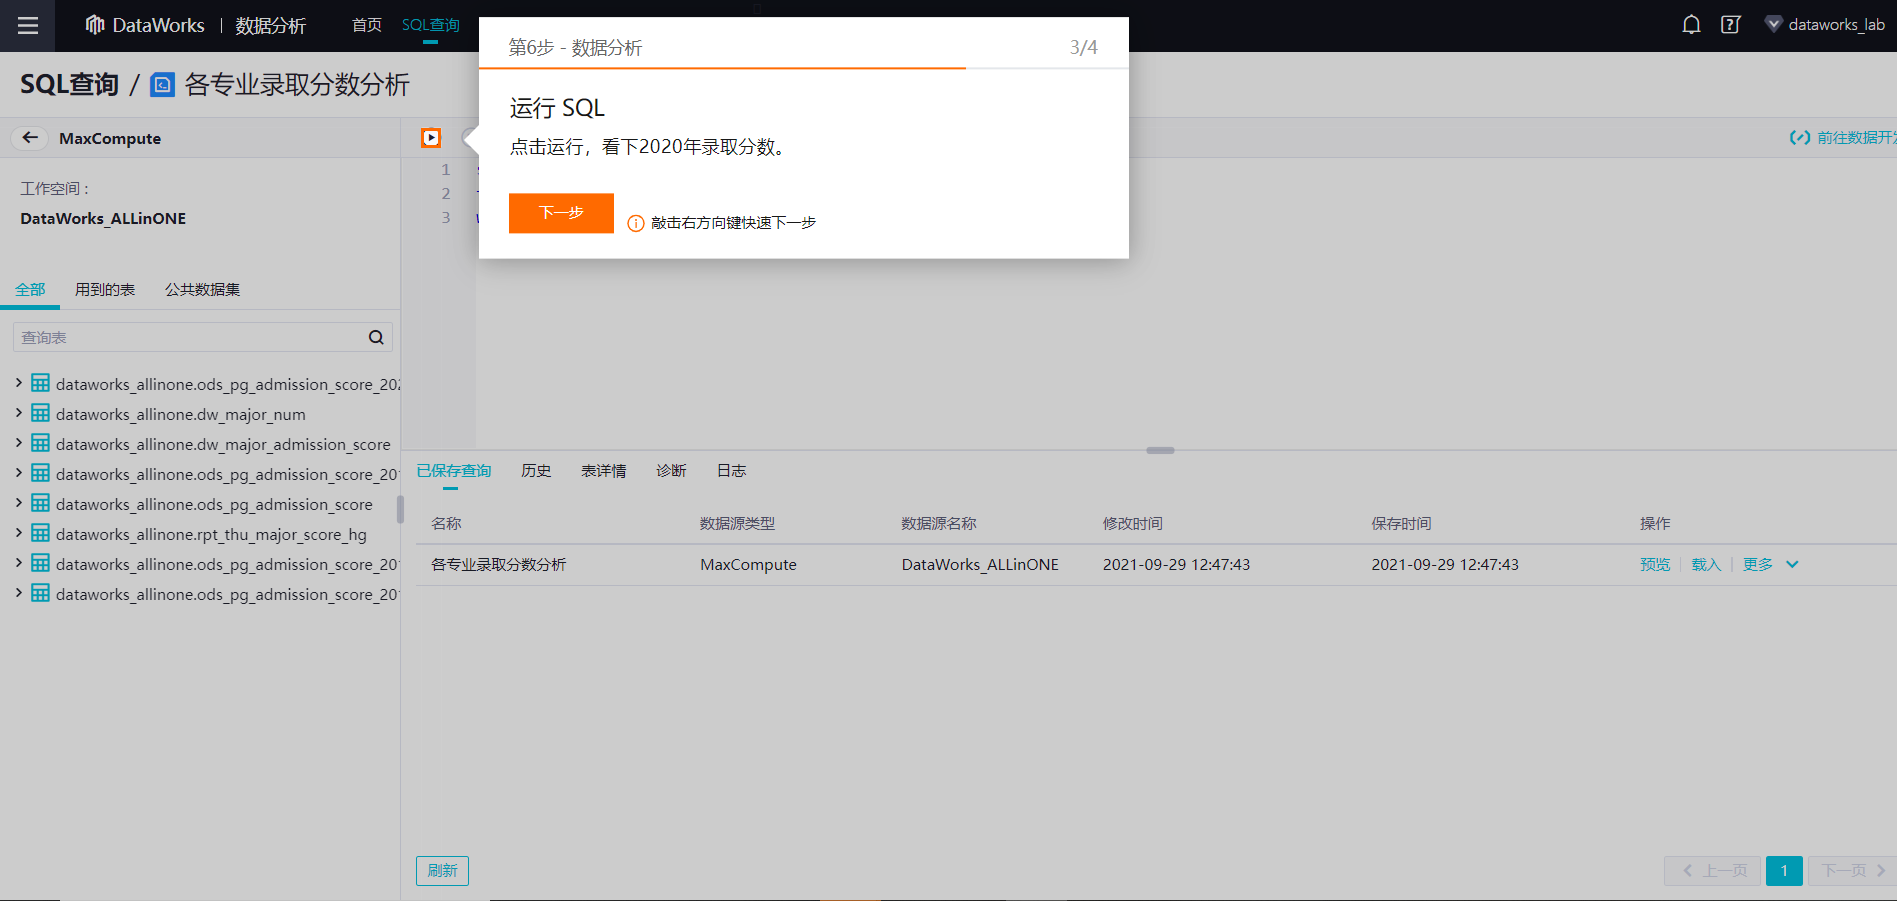 DataWorks | 数据分析 首页 SQL查询 dataworks_lab
第6步 - 数据分析 3/4
SQL查询 / 各专业录取分数分析
运行 SQL
MaxCompute
前往数据开发
点击运行，看下2020年录取分数。
1
2
3
工作空间：
DataWorks_ALLinONE
下一步
敲击右方向键快速下一步
全部 用到的表 公共数据集
查询表
dataworks_allinone.ods_pg_admission_score_202
dataworks_allinone.dw_major_num
dataworks_allinone.dw_major_admission_score
dataworks_allinone.ods_pg_admission_score_201
dataworks_allinone.ods_pg_admission_score
dataworks_allinone.rpt_thu_major_score_hg
dataworks_allinone.ods_pg_admission_score_201
dataworks_allinone.ods_pg_admission_score_201
已保存查询 历史 表详情 诊断 日志
名称 数据源类型 数据源名称 修改时间 保存时间 操作
各专业录取分数分析 MaxCompute DataWorks_ALLinONE 2021-09-29 12:47:43 2021-09-29 12:47:43 预览 载入 更多
刷新
上一页 1 下一页